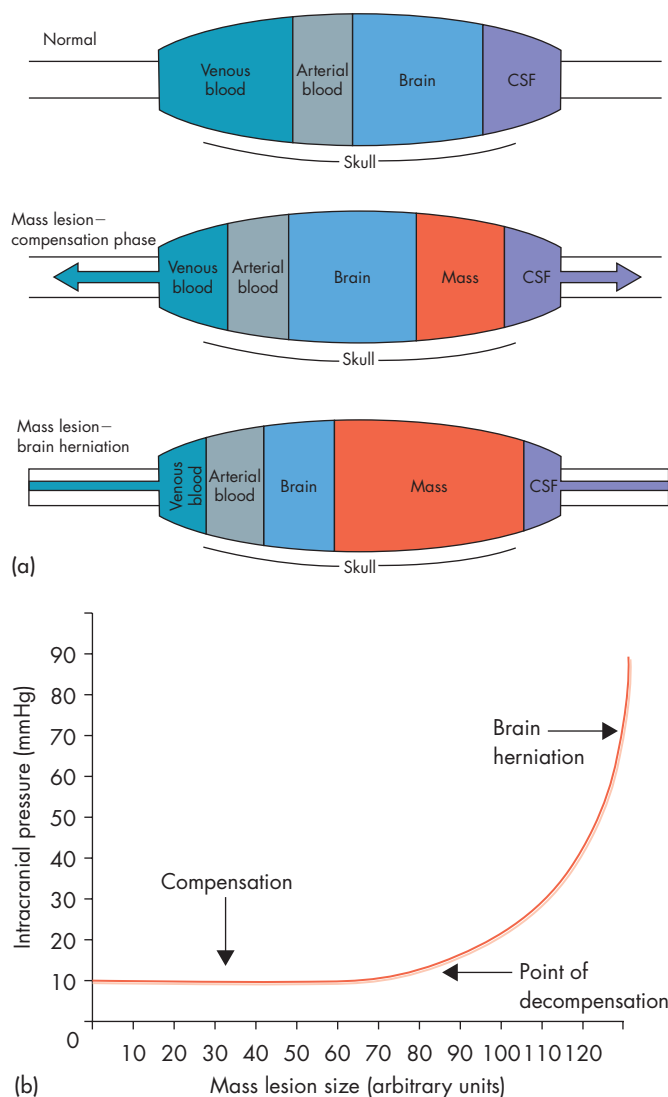 Normal
Venous
blood
Arterial
blood
Brain
CSF
Skull
Mass lesion–
compensation phase
Venous
blood
Arterial
blood
Brain
Mass
CSF
Skull
Mass lesion–
brain herniation
Venous
blood
Arterial
blood
Brain
Mass
CSF
Skull
(a)
Intracranial pressure (mmHg)
90
80
70
60
50
40
30
20
10
0
Brain
herniation
Compensation
Point of
decompensation
10 20 30 40 50 60 70 80 90 100 110 120
Mass lesion size (arbitrary units)
(b)